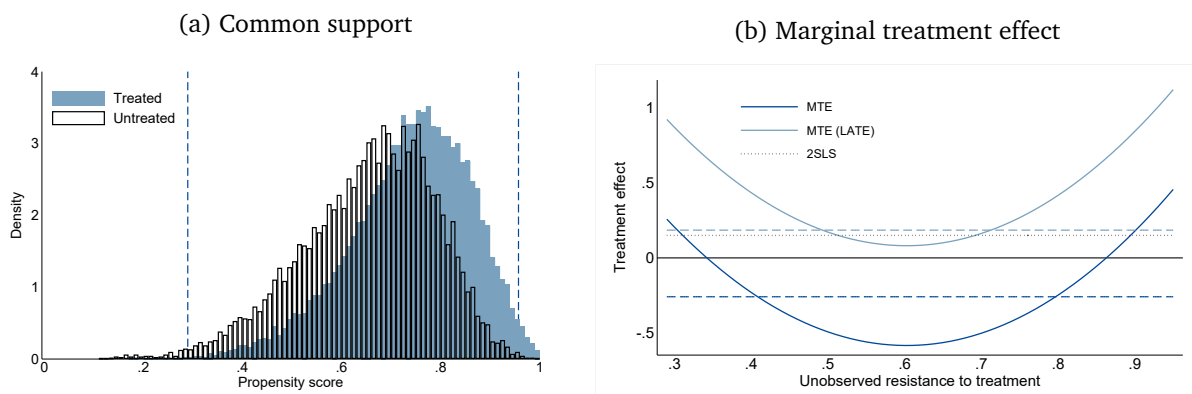 (a) Common support
4
3
2
1
0
Density
Treated
Untreated
0 .2 .4 .6 .8 1
Propensity score
(b) Marginal treatment effect
1
.5
0
-.5
Treatment effect
MTE
MTE (LATE)
2SLS
.3 .4 .5 .6 .7 .8 .9
Unobserved resistance to treatment